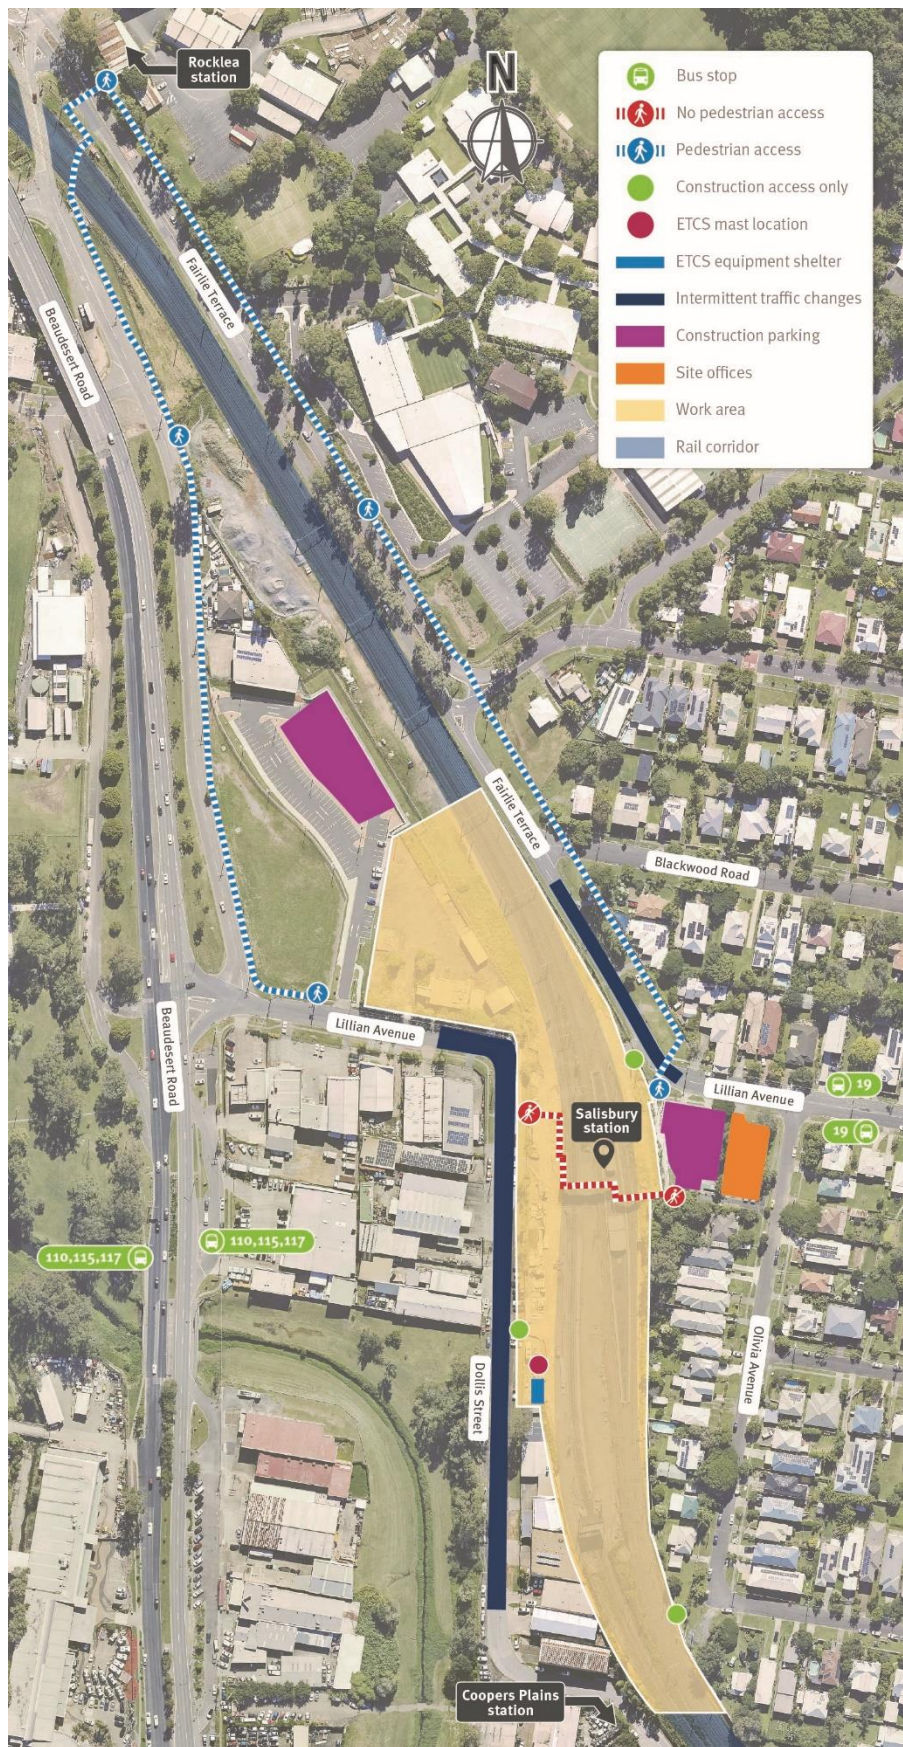 Rocklea
station
N
Bus stop
No pedestrian access
Pedestrian access
Construction access only
ETCS mast location
ETCS equipment shelter
Intermittent traffic changes
Construction parking
Site offices
Work area
Rail corridor
Fairlie Terrace
Beaudesert Road
Fairlie Terrace
Blackwood Road
Beaudesert Road
Lillian Avenue
Lillian Avenue
19
19
Salisbury
station
110,115,117
110,115,117
Olivia Avenue
Dollis Street
Coopers Plains
station